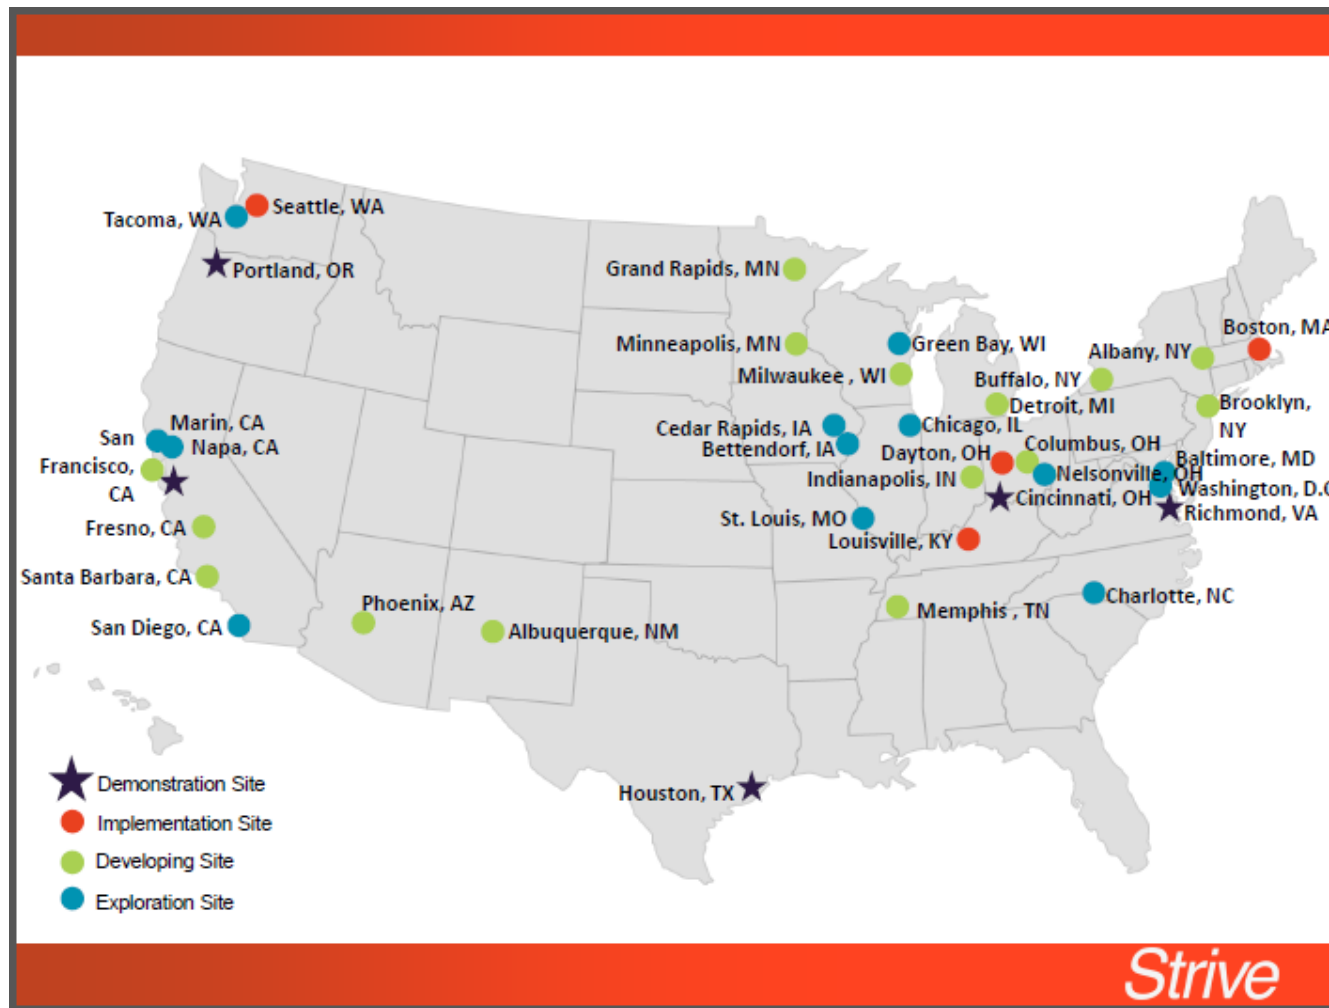 Seattle, WA
Tacoma, WA
Portland, OR
Grand Rapids, MN
Minneapolis, MN
Green Bay, WI
Milwaukee , WI
Boston, MA
Albany, NY
Buffalo, NY
Detroit, MI
Brooklyn,
NY
Marin, CA
Napa, CA
San
Francisco,
CA
Cedar Rapids, IA
Bettendorf, IA
Chicago, IL
Columbus, OH
Dayton, OH
Nelsonville, OH
Baltimore, MD
Indianapolis, IN
Cincinnati, OH
Washington, D.C
Richmond, VA
St. Louis, MO
Louisville, KY
Fresno, CA
Santa Barbara, CA
San Diego, CA
Phoenix, AZ
Albuquerque, NM
Memphis , TN
Charlotte, NC
Houston, TX
Demonstration Site
Implementation Site
Developing Site
Exploration Site
Strive